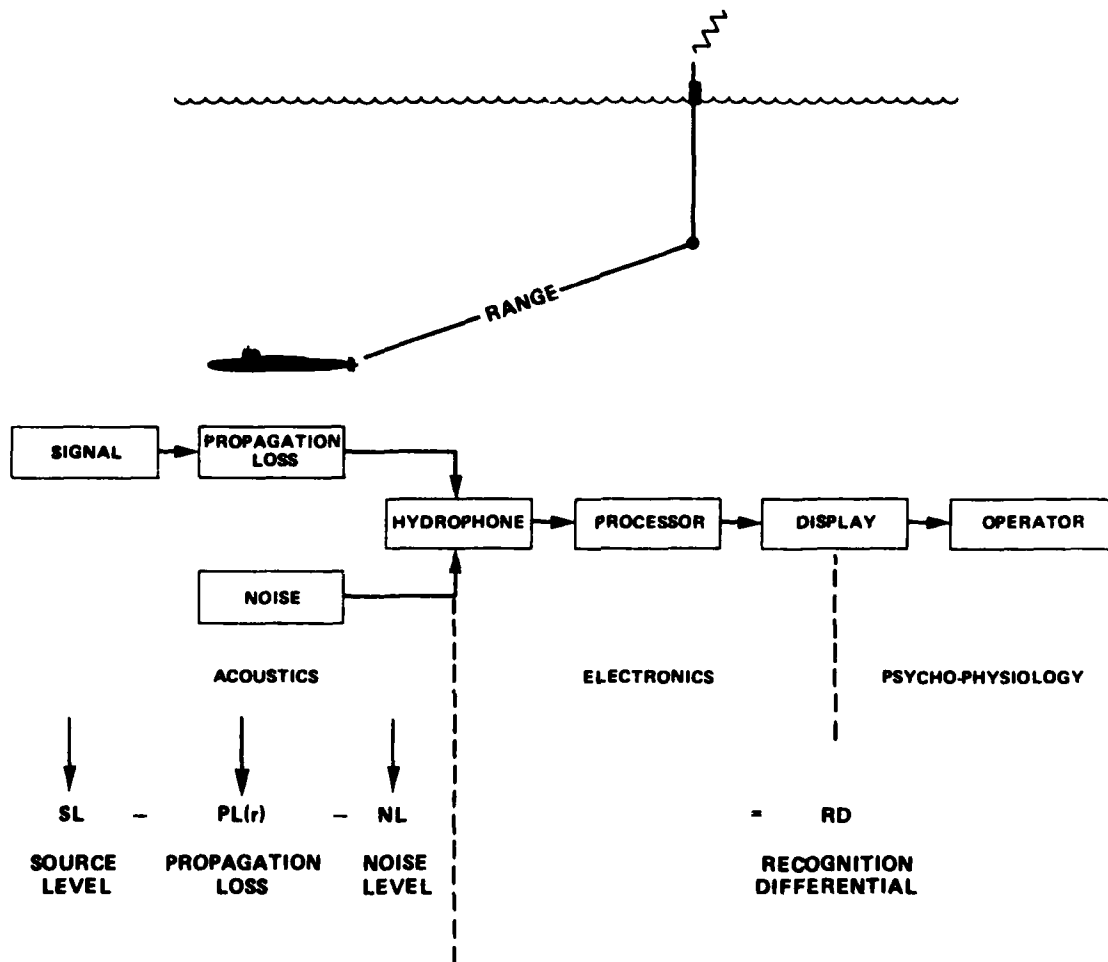 RANGE
SIGNAL
PROPAGATION
LOSS
HYDROPHONE
PROCESSOR
DISPLAY
OPERATOR
NOISE
ACOUSTICS
ELECTRONICS
PSYCHO-PHYSIOLOGY
SL – PL(r) – NL = RD
SOURCE
LEVEL
PROPAGATION
LOSS
NOISE
LEVEL
RECOGNITION
DIFFERENTIAL